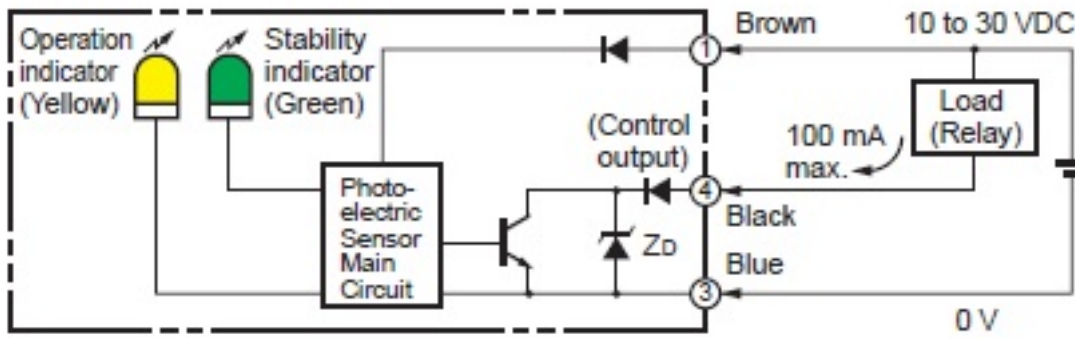 Operation
indicator
(Yellow)
Stability
indicator
(Green)
Photo-
electric
Sensor
Main
Circuit
(Control
output)
ZD
1
Brown
10 to 30 VDC
Load
(Relay)
100 mA
max.
4
Black
Blue
3
0 V